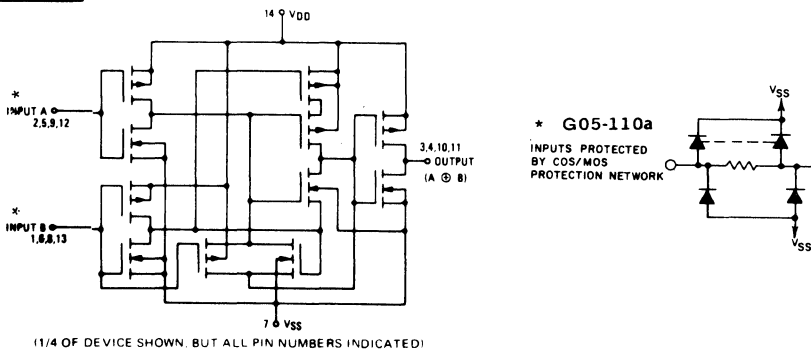 14 VDD
*
INPUT A
2,5,9,12
*
INPUT B
1,6,8,13
3,4,10,11
OUTPUT
(A ⊕ B)
7 VSS
(1/4 OF DEVICE SHOWN, BUT ALL PIN NUMBERS INDICATED)
VSS
* G05-110a
INPUTS PROTECTED
BY COS/MOS
PROTECTION NETWORK
VSS